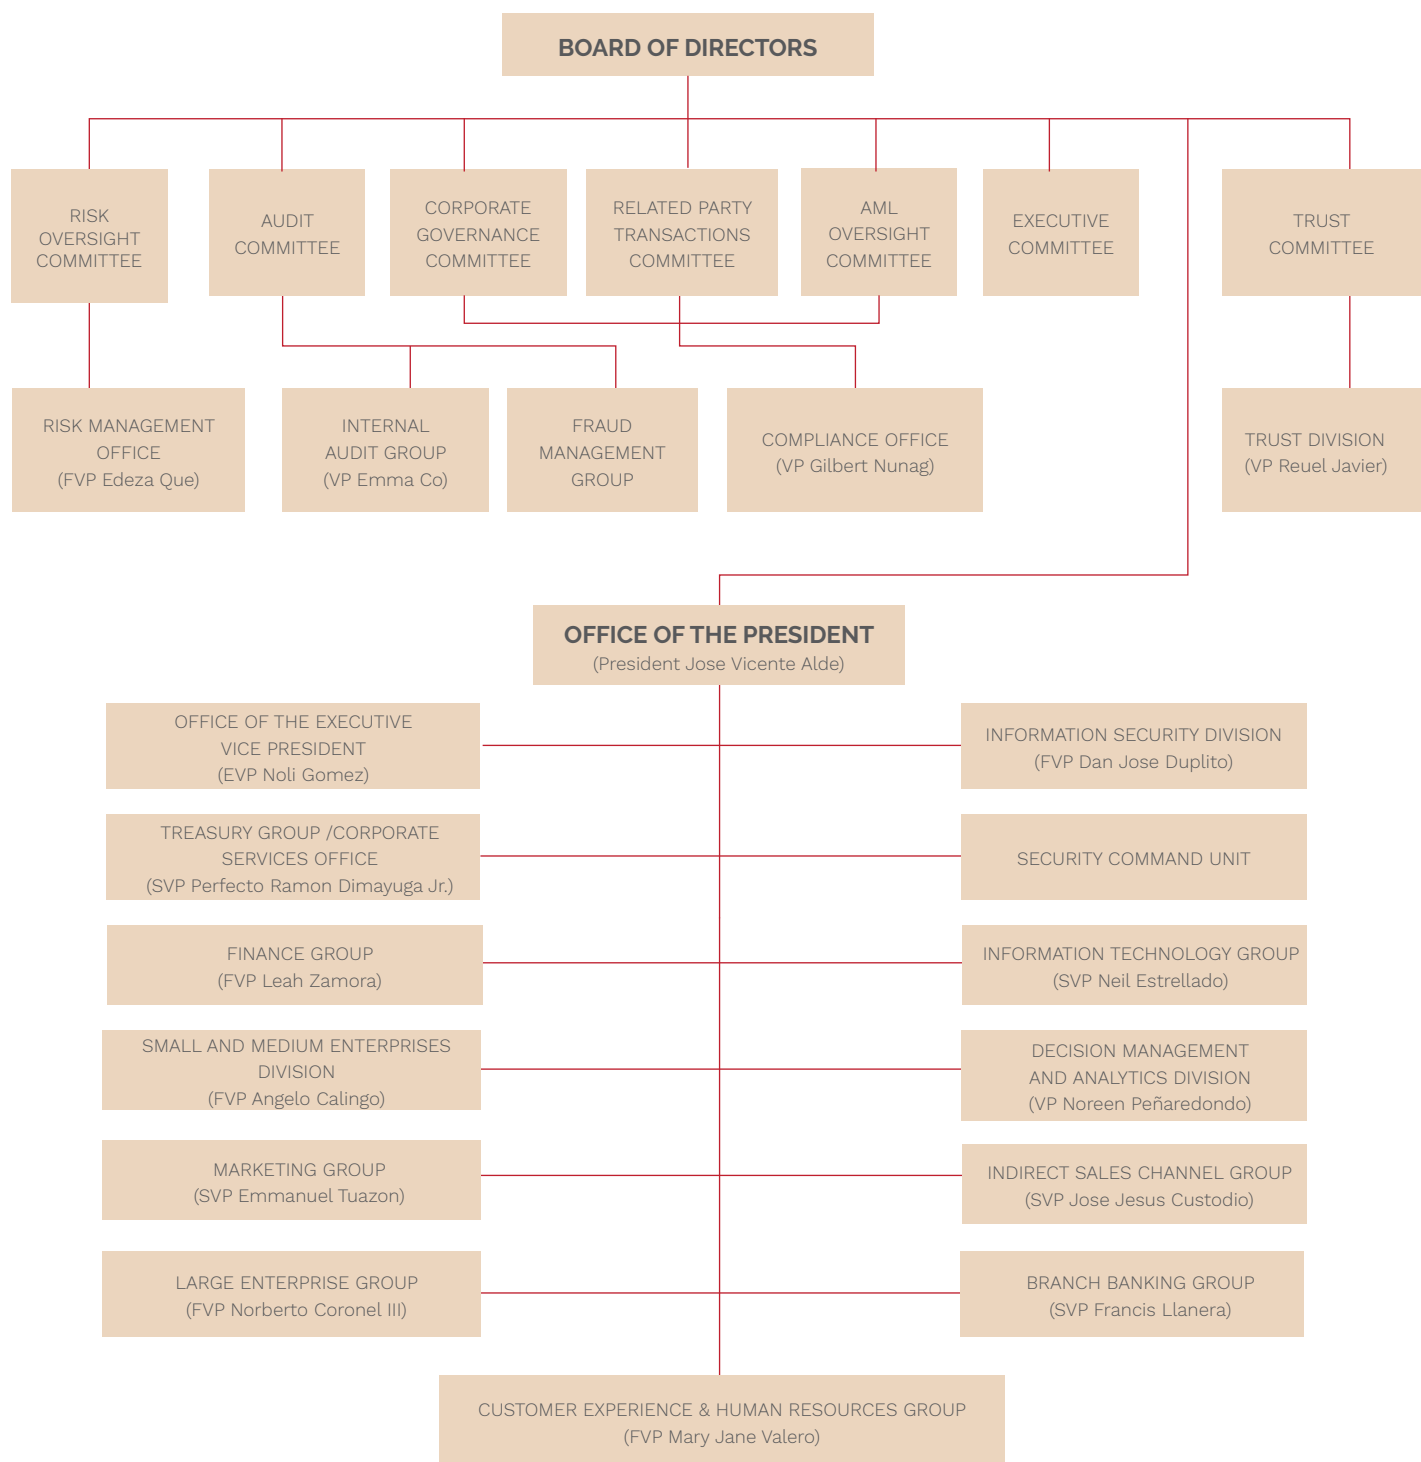 BOARD OF DIRECTORS
RISK
OVERSIGHT
COMMITTEE
AUDIT
COMMITTEE
CORPORATE
GOVERNANCE
COMMITTEE
RELATED PARTY
TRANSACTIONS
COMMITTEE
AML
OVERSIGHT
COMMITTEE
EXECUTIVE
COMMITTEE
TRUST
COMMITTEE
RISK MANAGEMENT
OFFICE
(FVP Edeza Que)
INTERNAL
AUDIT GROUP
(VP Emma Co)
FRAUD
MANAGEMENT
GROUP
COMPLIANCE OFFICE
(VP Gilbert Nunag)
TRUST DIVISION
(VP Reuel Javier)
OFFICE OF THE PRESIDENT
(President Jose Vicente Alde)
OFFICE OF THE EXECUTIVE
VICE PRESIDENT
(EVP Noli Gomez)
INFORMATION SECURITY DIVISION
(FVP Dan Jose Duplito)
TREASURY GROUP /CORPORATE
SERVICES OFFICE
(SVP Perfecto Ramon Dimayuga Jr.)
SECURITY COMMAND UNIT
FINANCE GROUP
(FVP Leah Zamora)
INFORMATION TECHNOLOGY GROUP
(SVP Neil Estrellado)
SMALL AND MEDIUM ENTERPRISES
DIVISION
(FVP Angelo Calingo)
DECISION MANAGEMENT
AND ANALYTICS DIVISION
(VP Noreen Peñaredondo)
MARKETING GROUP
(SVP Emmanuel Tuazon)
INDIRECT SALES CHANNEL GROUP
(SVP Jose Jesus Custodio)
LARGE ENTERPRISE GROUP
(FVP Norberto Coronel III)
BRANCH BANKING GROUP
(SVP Francis Llanera)
CUSTOMER EXPERIENCE & HUMAN RESOURCES GROUP
(FVP Mary Jane Valero)